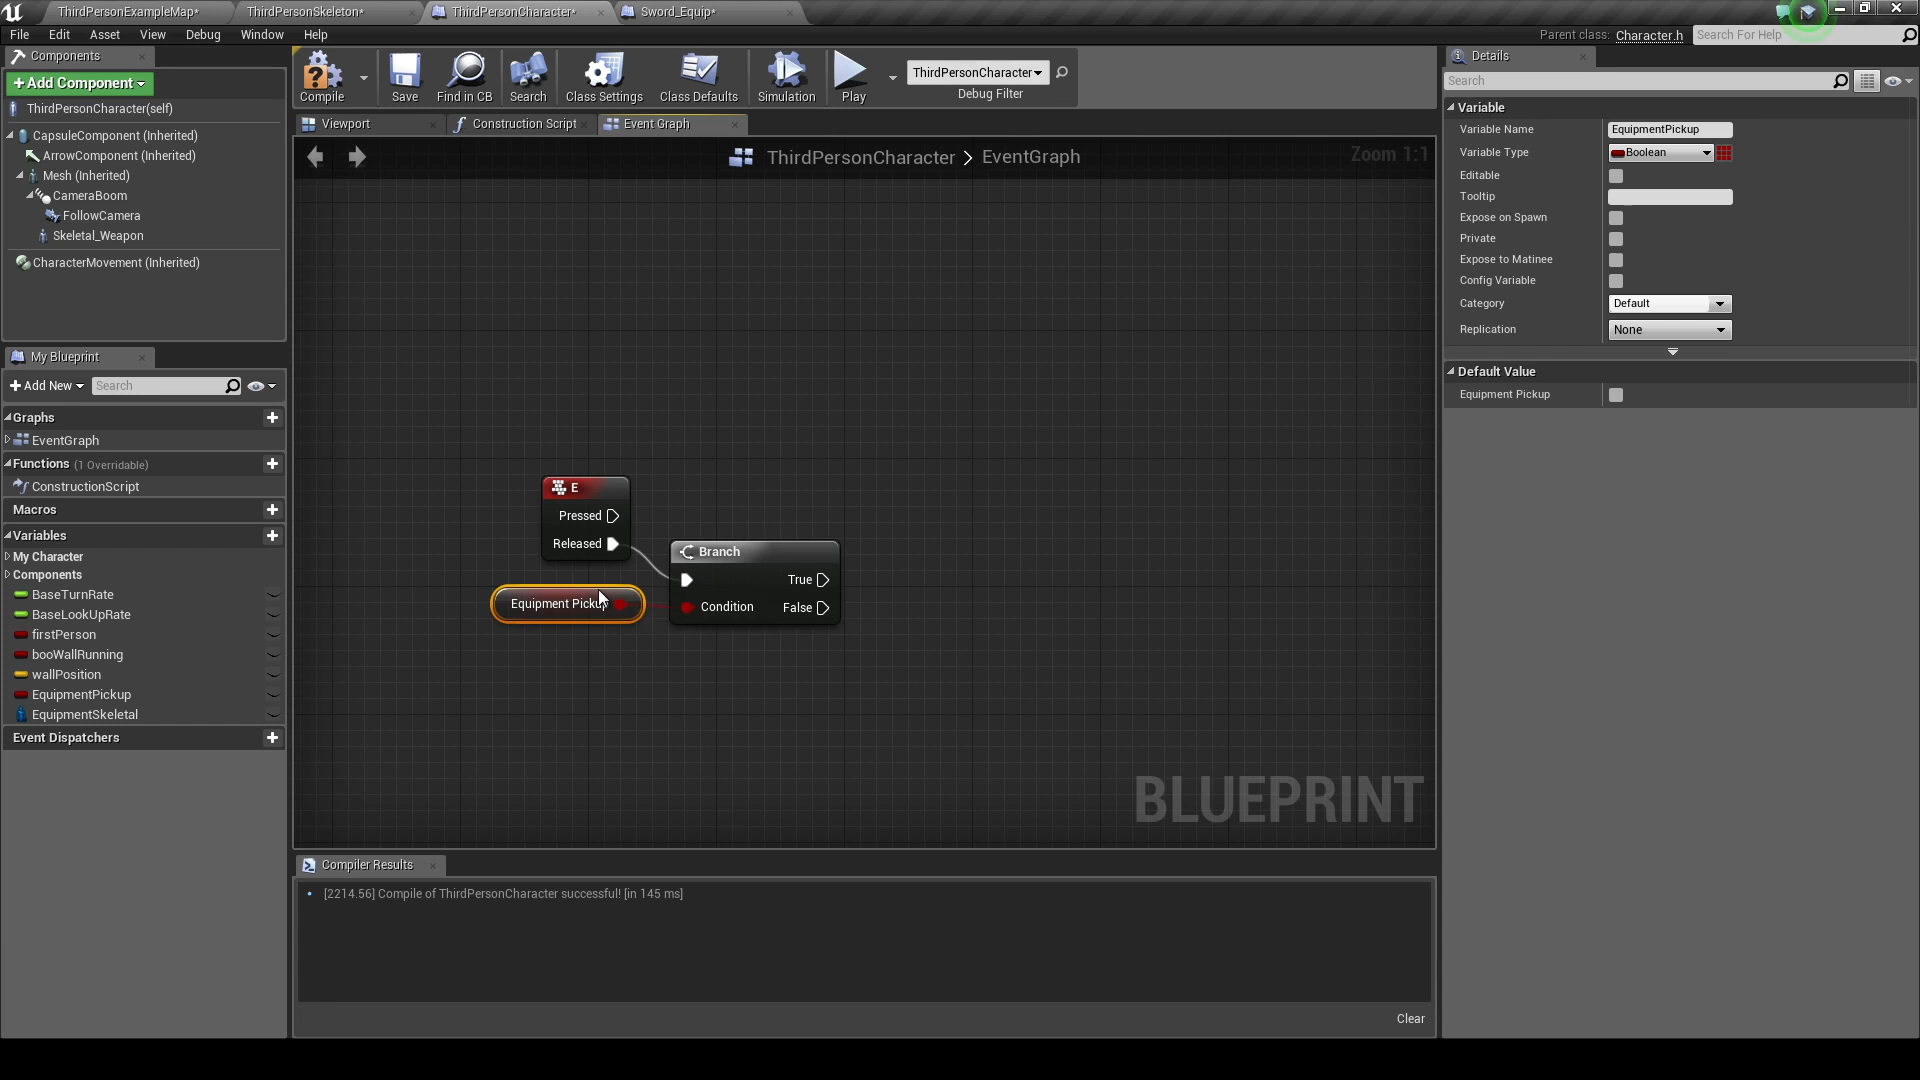 ThirdPersonExampleMap*
ThirdPersonSkeleton*
ThirdPersonCharacter*
Sword_Equip*
File Edit Asset View Debug Window Help
Parent class: Character.h
Search For Help
Components
+Add Component
ThirdPersonCharacter(self)
CapsuleComponent (Inherited)
ArrowComponent (Inherited)
Mesh (Inherited)
CameraBoom
FollowCamera
Skeletal_Weapon
CharacterMovement (Inherited)
My Blueprint
+Add New
Search
Graphs
EventGraph
Functions (1 Overridable)
ConstructionScript
Macros
Variables
My Character
Components
BaseTurnRate
BaseLookUpRate
firstPerson
booWallRunning
wallPosition
EquipmentPickup
EquipmentSkeletal
Event Dispatchers
Compile
Save
Find in CB
Search
Class Settings
Class Defaults
Simulation
Play
ThirdPersonCharacter
Debug Filter
Viewport
Construction Script
Event Graph
ThirdPersonCharacter > EventGraph
Zoom 1:1
E
Pressed
Released
Equipment Pickup
Branch
True
Condition
False
BLUEPRINT
Compiler Results
[2214.56] Compile of ThirdPersonCharacter successful! [in 145 ms]
Clear
Details
Search
Variable
Variable Name EquipmentPickup
Variable Type Boolean
Editable
Tooltip
Expose on Spawn
Private
Expose to Matinee
Config Variable
Category Default
Replication None
Default Value
Equipment Pickup